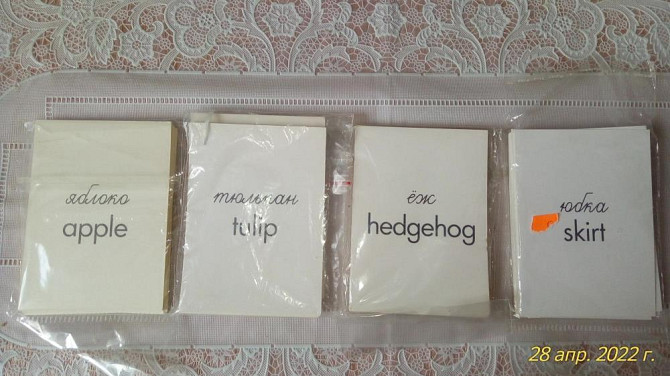 яблоко
apple
тюльпан
tulip
ёж
hedgehog
юбка
skirt
28 апр. 2022 г.